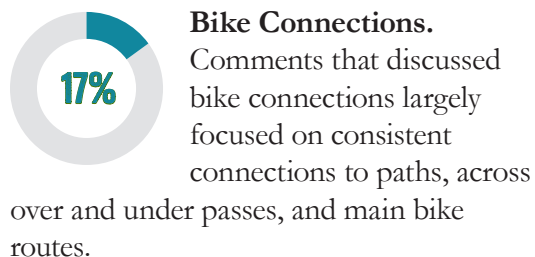 17%
Bike Connections.
Comments that discussed
bike connections largely
focused on consistent
connections to paths, across
over and under passes, and main bike
routes.